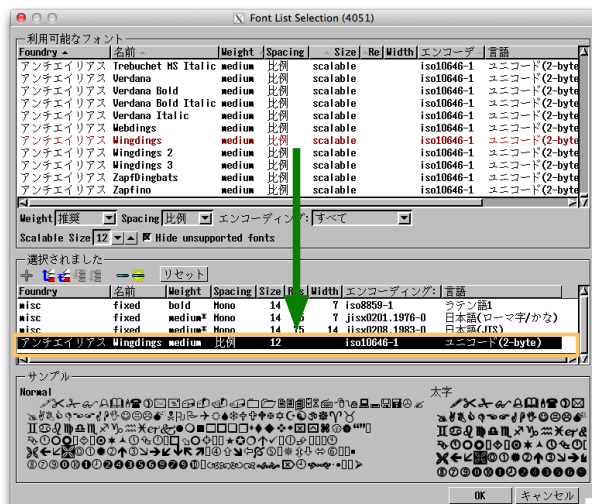 Font List Selection (4051)
利用可能なフォント
Foundry 名前 Weight Spacing Size Re Width エンコーデ 言語
アンチエイリアス Trebuchet MS Italic medium 比例 scalable iso10646-1 ユニコード(2-byte
アンチエイリアス Verdana medium 比例 scalable iso10646-1 ユニコード(2-byte
アンチエイリアス Verdana Bold medium 比例 scalable iso10646-1 ユニコード(2-byte
アンチエイリアス Verdana Bold Italic medium 比例 scalable iso10646-1 ユニコード(2-byte
アンチエイリアス Verdana Italic medium 比例 scalable iso10646-1 ユニコード(2-byte
アンチエイリアス Webdings medium 比例 scalable iso10646-1 ユニコード(2-byte
アンチエイリアス Wingdings medium 比例 scalable iso10646-1 ユニコード(2-byte
アンチエイリアス Wingdings 2 medium 比例 scalable iso10646-1 ユニコード(2-byte
アンチエイリアス Wingdings 3 medium 比例 scalable iso10646-1 ユニコード(2-byte
アンチエイリアス ZapfDingbats medium 比例 scalable iso10646-1 ユニコード(2-byte
アンチエイリアス Zapfino medium 比例 scalable iso10646-1 ユニコード(2-byte
Weight 推奨 Spacing 比例 エンコーディング: すべて
Scalable Size 12 Hide unsupported fonts
選択されました
リセット
Foundry 名前 Weight Spacing Size Res Width エンコーディング: 言語
misc fixed bold Mono 14 7 iso8859-1 ラテン語1
misc fixed medium* Mono 14 7 jisx0201.1976-0 日本語(ローマ字/かな)
misc fixed medium* Mono 14 75 14 jisx0208.1983-0 日本語(JIS)
アンチエイリアス Wingdings medium 比例 12 iso10646-1 ユニコード(2-byte)
サンプル
Normal 太字
OK キャンセル